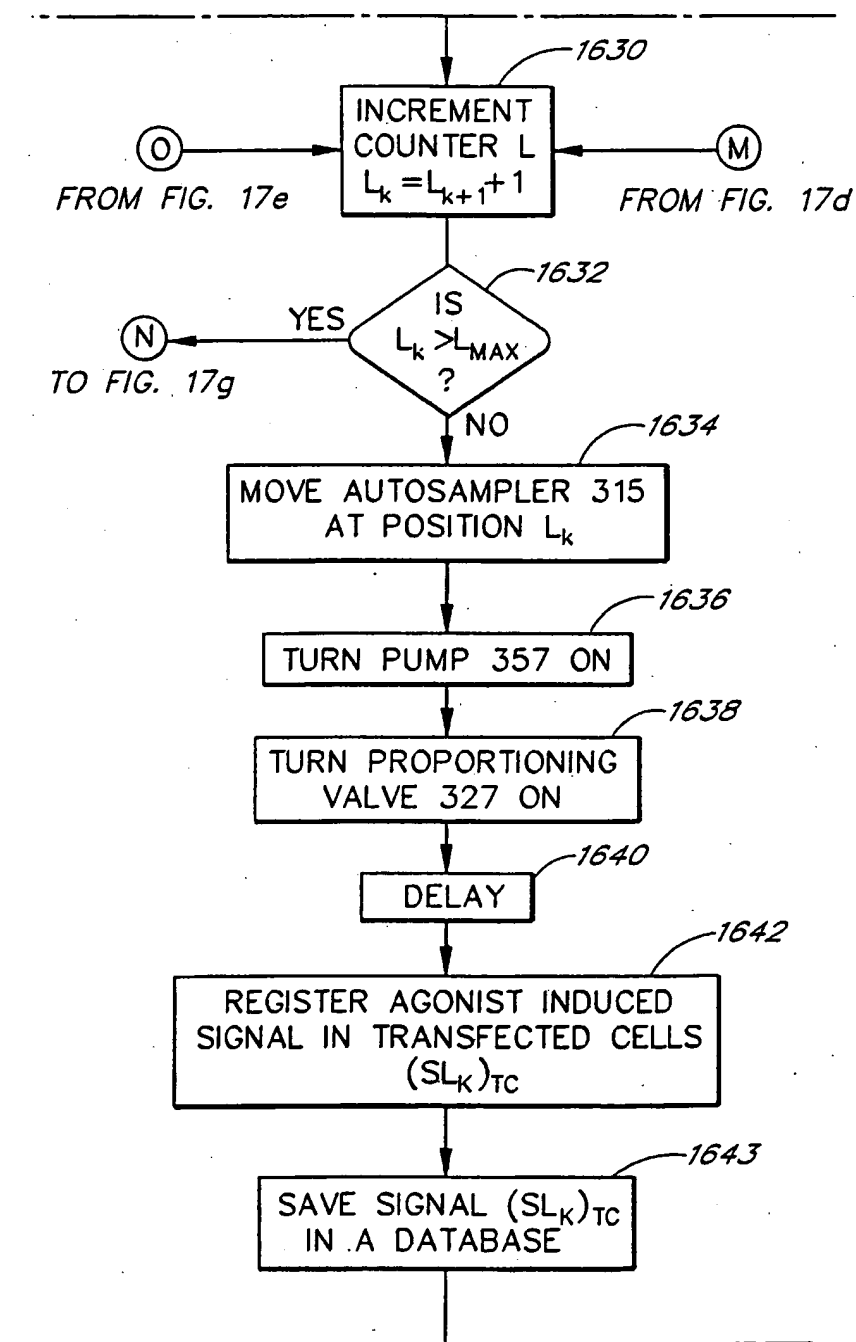 1630
INCREMENT
COUNTER L
Lk = Lk+1 + 1
O
FROM FIG. 17e
M
FROM FIG. 17d
1632
IS
Lk > LMAX
?
YES
N
TO FIG. 17g
NO
1634
MOVE AUTOSAMPLER 315
AT POSITION Lk
1636
TURN PUMP 357 ON
1638
TURN PROPORTIONING
VALVE 327 ON
1640
DELAY
1642
REGISTER AGONIST INDUCED
SIGNAL IN TRANSFECTED CELLS
(SLK)TC
1643
SAVE SIGNAL (SLK)TC
IN A DATABASE